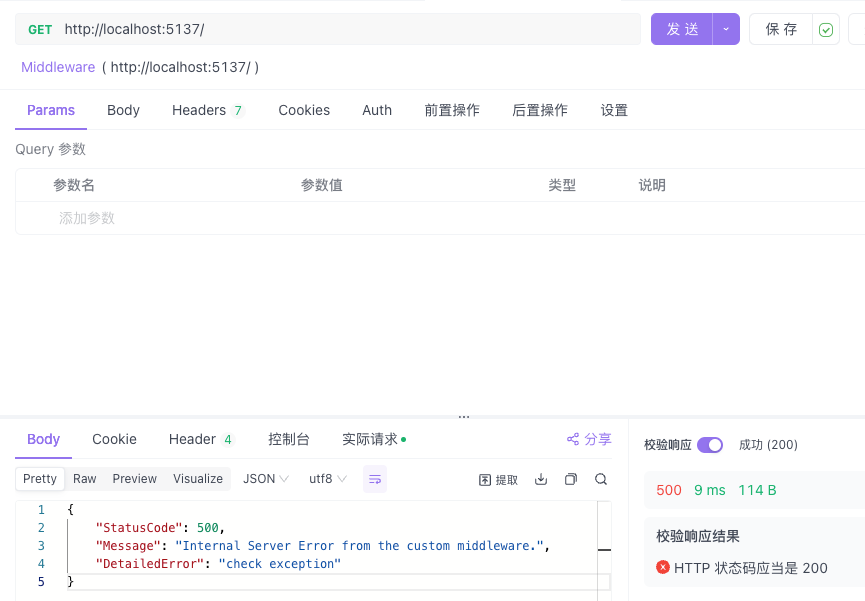 GET http://localhost:5137/ 发 送 保 存
Middleware ( http://localhost:5137/ )
Params Body Headers 7 Cookies Auth 前置操作 后置操作 设置
Query 参数
参数名 参数值 类型 说明
添加参数
Body Cookie Header 4 控制台 实际请求 分享
Pretty Raw Preview Visualize JSON utf8 提取
1 {
2 "StatusCode": 500,
3 "Message": "Internal Server Error from the custom middleware.",
4 "DetailedError": "check exception"
5 }
校验响应 成功 (200)
500 9 ms 114 B
校验响应结果
HTTP 状态码应当是 200